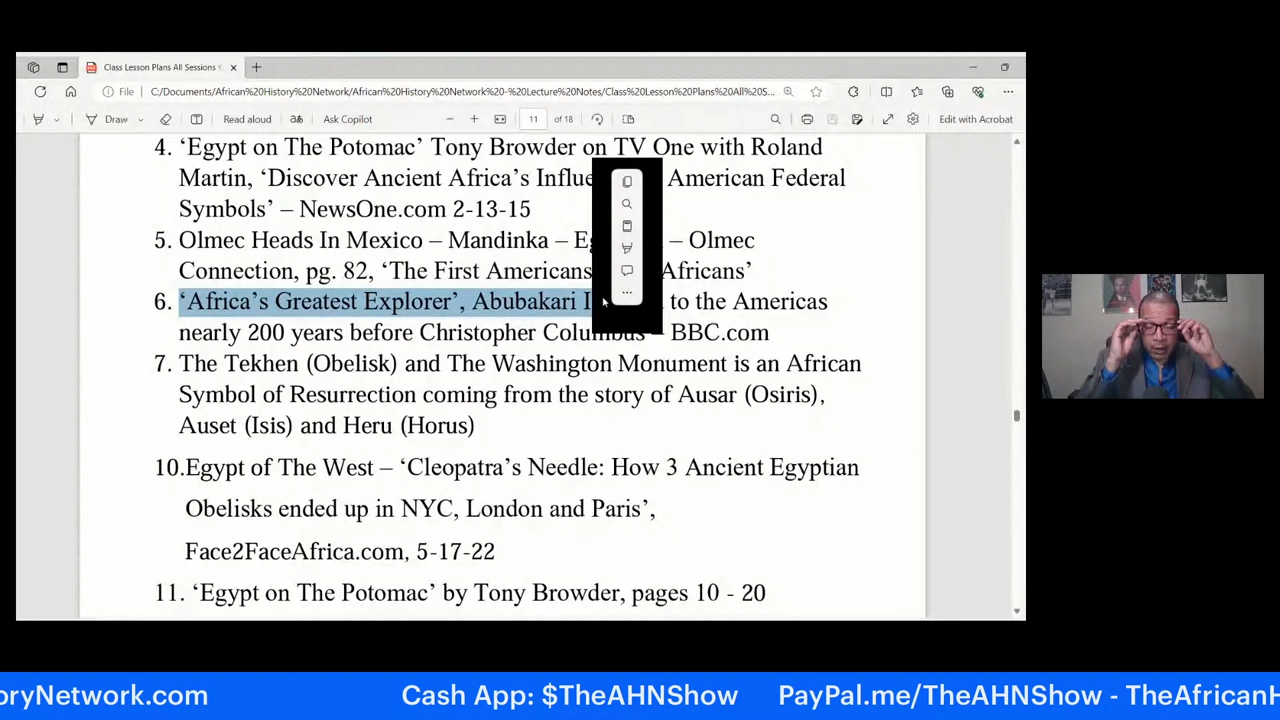 Class Lesson Plans All Sessions
File
C:/Documents/African%20History%20Network/African%20History%20Network%20-%20Lecture%20Notes/Class%20Lesson%20Plans%20All%20S...
Draw
Read aloud
Ask Copilot
11
of 18
Edit with Acrobat
4. ‘Egypt on The Potomac’ Tony Browder on TV One with Roland
Martin, ‘Discover Ancient Africa’s American Federal
Symbols’ – NewsOne.com 2-13-15
5. Olmec Heads In Mexico – Mandinka – – Olmec
Connection, pg. 82, ‘The First Americans Africans’
6. ‘Africa’s Greatest Explorer’, Abubakari to the Americas
nearly 200 years before Christopher Columbus – BBC.com
7. The Tekhen (Obelisk) and The Washington Monument is an African
Symbol of Resurrection coming from the story of Ausar (Osiris),
Auset (Isis) and Heru (Horus)
10.Egypt of The West – ‘Cleopatra’s Needle: How 3 Ancient Egyptian
Obelisks ended up in NYC, London and Paris’,
Face2FaceAfrica.com, 5-17-22
11. ‘Egypt on The Potomac’ by Tony Browder, pages 10 - 20
oryNetwork.com Cash App: $TheAHNShow PayPal.me/TheAHNShow - TheAfricanH